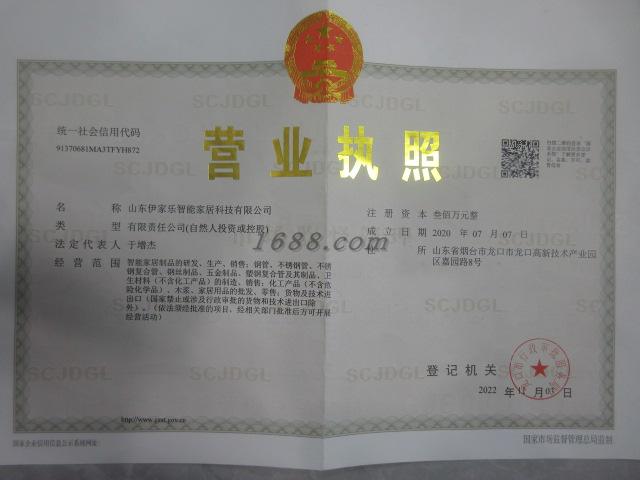 统一社会信用代码
91370681MA3TFYH872
营业执照
名 称 山东伊家乐智能家居科技有限公司
类 型 有限责任公司(自然人投资或控股)
法定代表人 于增杰
经营范围 智能家居制品的研发、生产、销售;钢管、不锈钢管、不锈
钢复合管、钢丝制品、五金制品、塑钢复合管及其制品、卫
生材料（不含化工产品）的制造、销售;化工产品（不含危
险化学品）、木浆、家居用品的批发、零售;货物及技术进
出口（国家禁止或涉及行政审批的货物和技术进出口除
外）。（依法须经批准的项目，经相关部门批准后方可开展
经营活动）
注册资本 叁佰万元整
成立日期 2020 年 07 月 07 日
住 所 山东省烟台市龙口市龙口高新技术产业园
区嘉园路8号
1688.com
登记机关
2022 年 11 月 03 日
SCJDGL
http://www.gsxt.gov.cn
国家企业信用信息公示系统网址:
国家市场监督管理总局监制